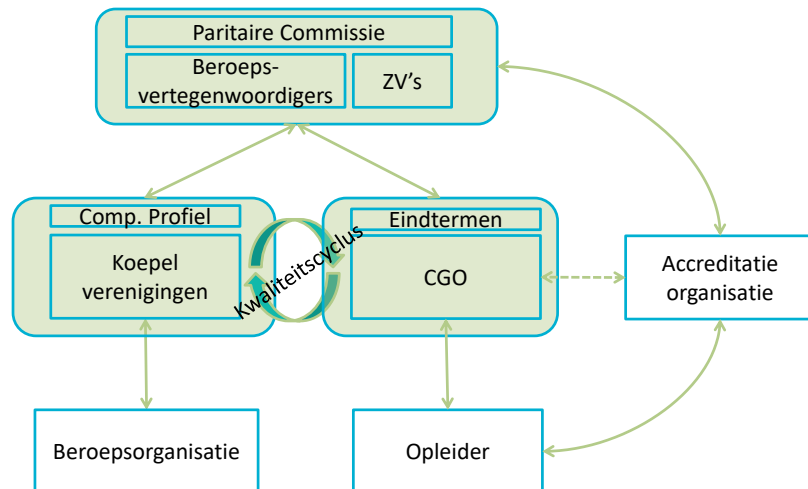 Paritaire Commissie
Beroeps-
vertegenwoordigers
ZV's
Comp. Profiel
Koepel
verenigingen
Kwaliteitscyclus
Eindtermen
CGO
Accreditatie
organisatie
Beroepsorganisatie
Opleider